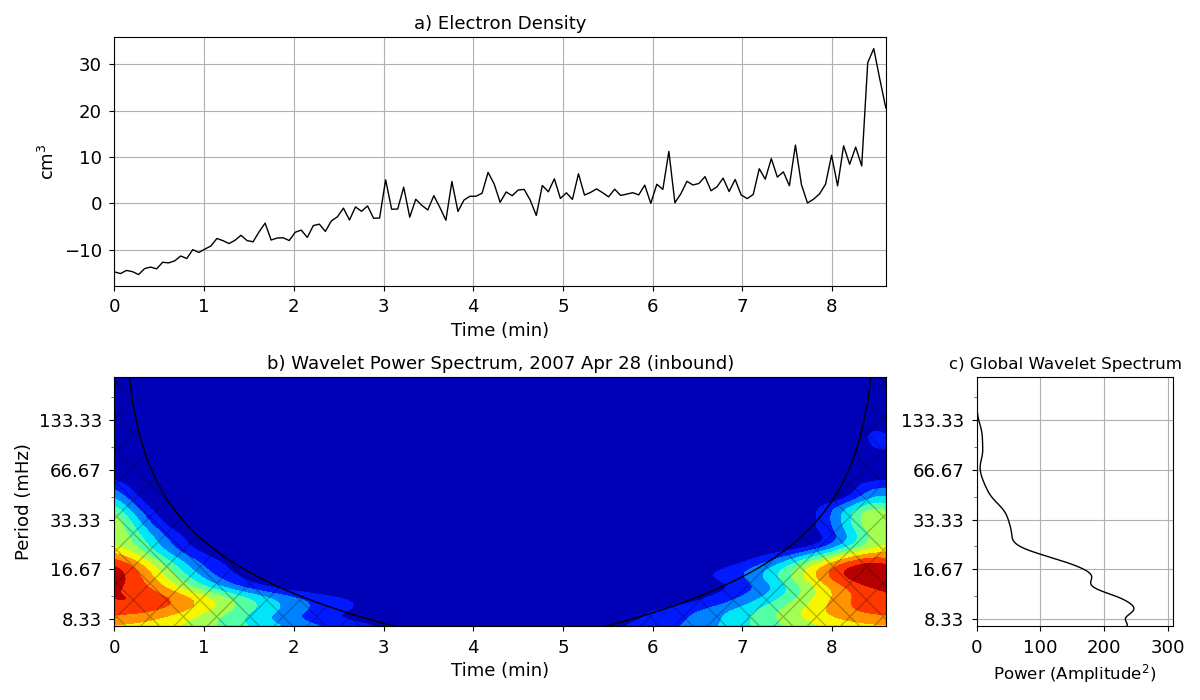 a) Electron Density
cm³
30
20
10
0
−10
0 1 2 3 4 5 6 7 8
Time (min)
b) Wavelet Power Spectrum, 2007 Apr 28 (inbound)
Period (mHz)
133.33
66.67
33.33
16.67
8.33
0 1 2 3 4 5 6 7 8
Time (min)
c) Global Wavelet Spectrum
133.33
66.67
33.33
16.67
8.33
0 100 200 300
Power (Amplitude²)